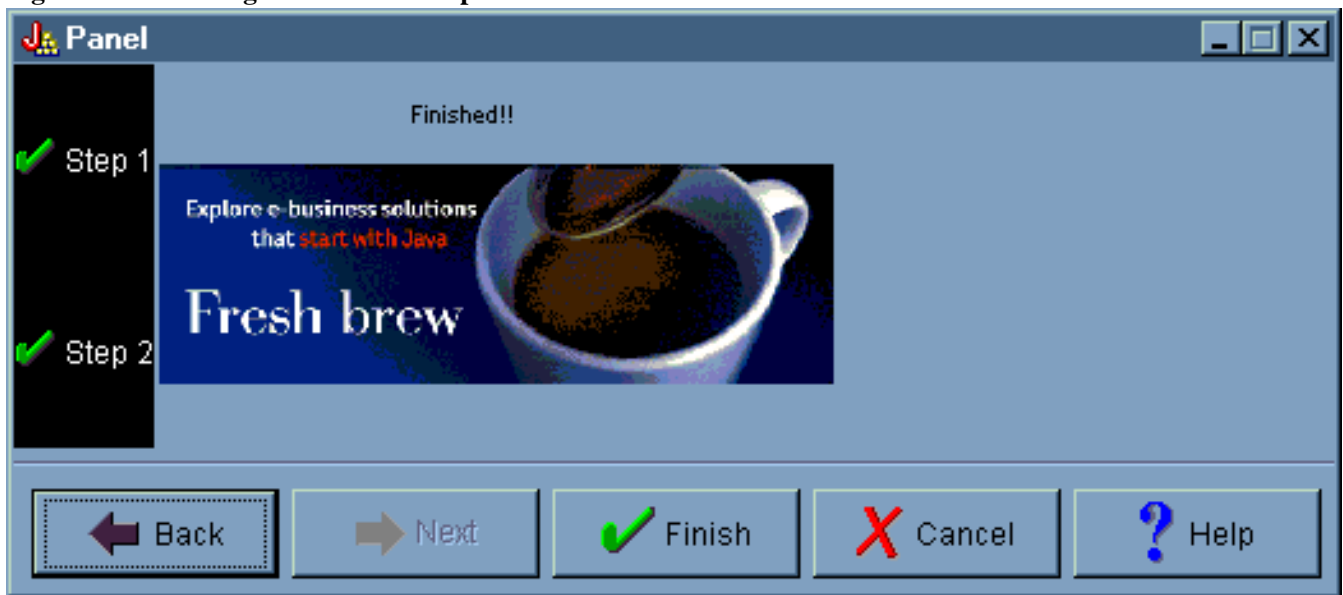 Panel
Finished!!
Step 1
Explore e-business solutions
that start with Java
Fresh brew
Step 2
Back
Next
Finish
Cancel
Help